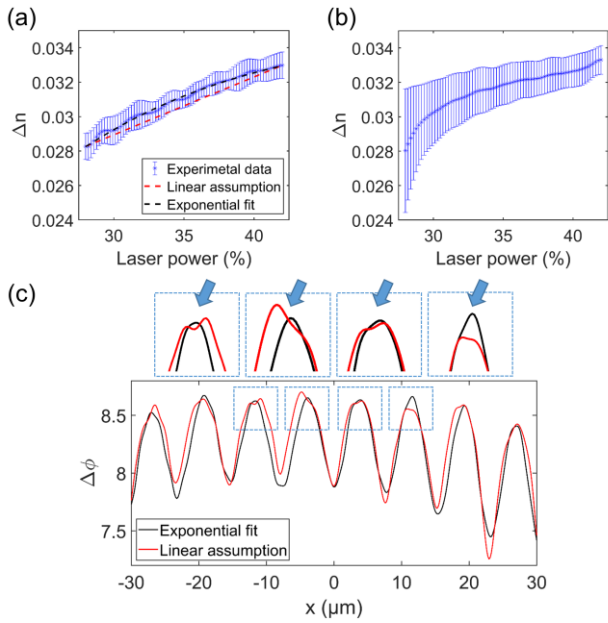 (a)
0.034
0.032
0.03
0.028
0.026
0.024
Δn
30
35
40
Laser power (%)
Experimetal data
Linear assumption
Exponential fit
(b)
0.034
0.032
0.03
0.028
0.026
0.024
Δn
30
35
40
Laser power (%)
(c)
8.5
8
7.5
Δϕ
Exponential fit
Linear assumption
-30 -20 -10 0 10 20 30
x (μm)